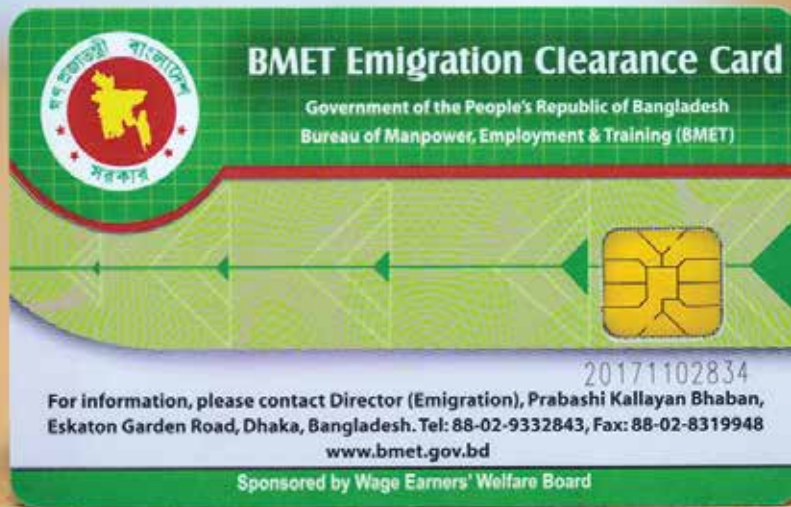 গণ প্রজাতন্ত্রী বাংলাদেশ
সরকার
BMET Emigration Clearance Card
Government of the People's Republic of Bangladesh
Bureau of Manpower, Employment & Training (BMET)
20171102834
For information, please contact Director (Emigration), Prabashi Kallayan Bhaban,
Eskaton Garden Road, Dhaka, Bangladesh. Tel: 88-02-9332843, Fax: 88-02-8319948
www.bmet.gov.bd
Sponsored by Wage Earners' Welfare Board